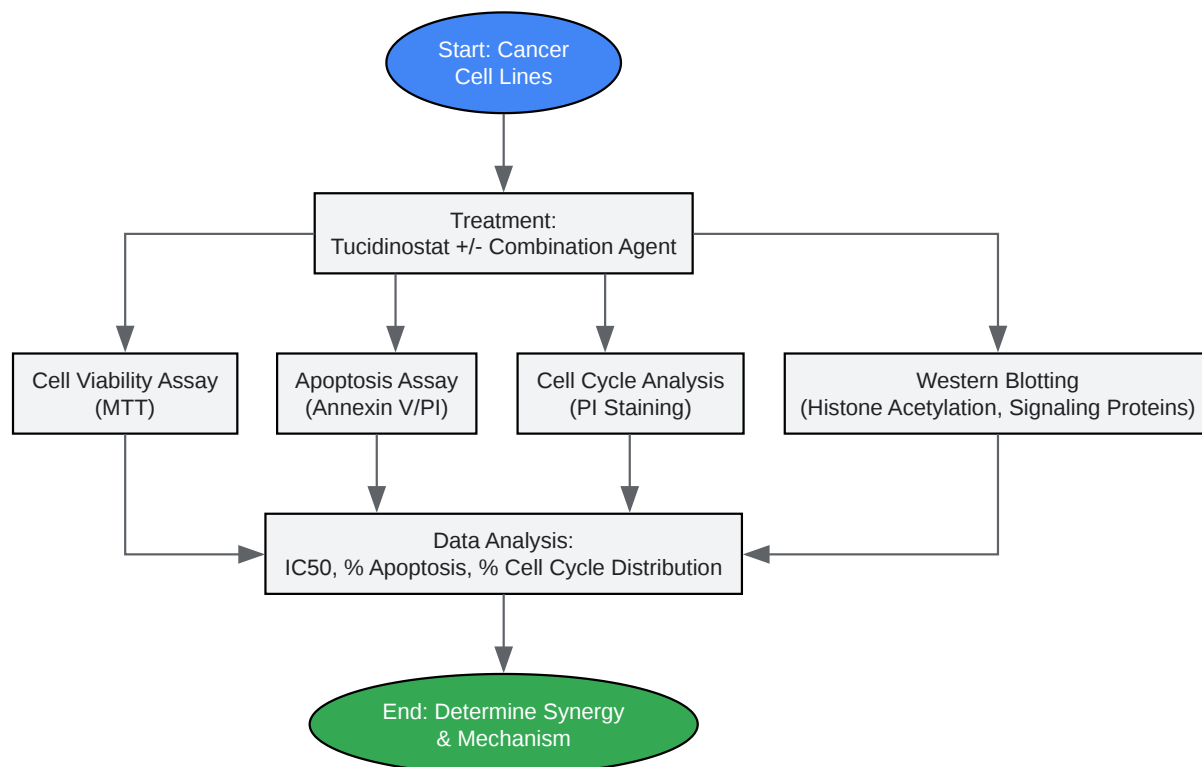 Start: Cancer
Cell Lines
Treatment:
Tucidinostat +/- Combination Agent
Cell Viability Assay
(MTT)
Apoptosis Assay
(Annexin V/PI)
Cell Cycle Analysis
(PI Staining)
Western Blotting
(Histone Acetylation, Signaling Proteins)
Data Analysis:
IC50, % Apoptosis, % Cell Cycle Distribution
End: Determine Synergy
& Mechanism